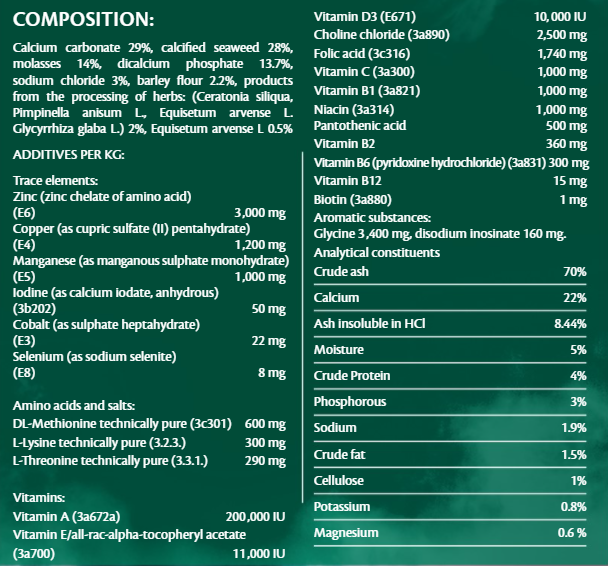 COMPOSITION:
Calcium carbonate 29%, calcified seaweed 28%,
molasses 14%, dicalcium phosphate 13.7%,
sodium chloride 3%, barley flour 2.2%, products
from the processing of herbs: (Ceratonia siliqua,
Pimpinella anisum L., Equisetum arvense L.
Glycyrrhiza glaba L.) 2%, Equisetum arvense L 0.5%
ADDITIVES PER KG:
Trace elements:
Zinc (zinc chelate of amino acid)
(E6) 3,000 mg
Copper (as cupric sulfate (II) pentahydrate)
(E4) 1,200 mg
Manganese (as manganous sulphate monohydrate)
(E5) 1,000 mg
Iodine (as calcium iodate, anhydrous)
(3b202) 50 mg
Cobalt (as sulphate heptahydrate)
(E3) 22 mg
Selenium (as sodium selenite)
(E8) 8 mg
Amino acids and salts:
DL-Methionine technically pure (3c301) 600 mg
L-Lysine technically pure (3.2.3.) 300 mg
L-Threonine technically pure (3.3.1.) 290 mg
Vitamins:
Vitamin A (3a672a) 200,000 IU
Vitamin E/all-rac-alpha-tocopheryl acetate
(3a700) 11,000 IU
Vitamin D3 (E671) 10, 000 IU
Choline chloride (3a890) 2,500 mg
Folic acid (3c316) 1,740 mg
Vitamin C (3a300) 1,000 mg
Vitamin B1 (3a821) 1,000 mg
Niacin (3a314) 1,000 mg
Pantothenic acid 500 mg
Vitamin B2 360 mg
Vitamin B6 (pyridoxine hydrochloride) (3a831) 300 mg
Vitamin B12 15 mg
Biotin (3a880) 1 mg
Aromatic substances:
Glycine 3,400 mg, disodium inosinate 160 mg.
Analytical constituents
Crude ash 70%
Calcium 22%
Ash insoluble in HCl 8.44%
Moisture 5%
Crude Protein 4%
Phosphorous 3%
Sodium 1.9%
Crude fat 1.5%
Cellulose 1%
Potassium 0.8%
Magnesium 0.6 %